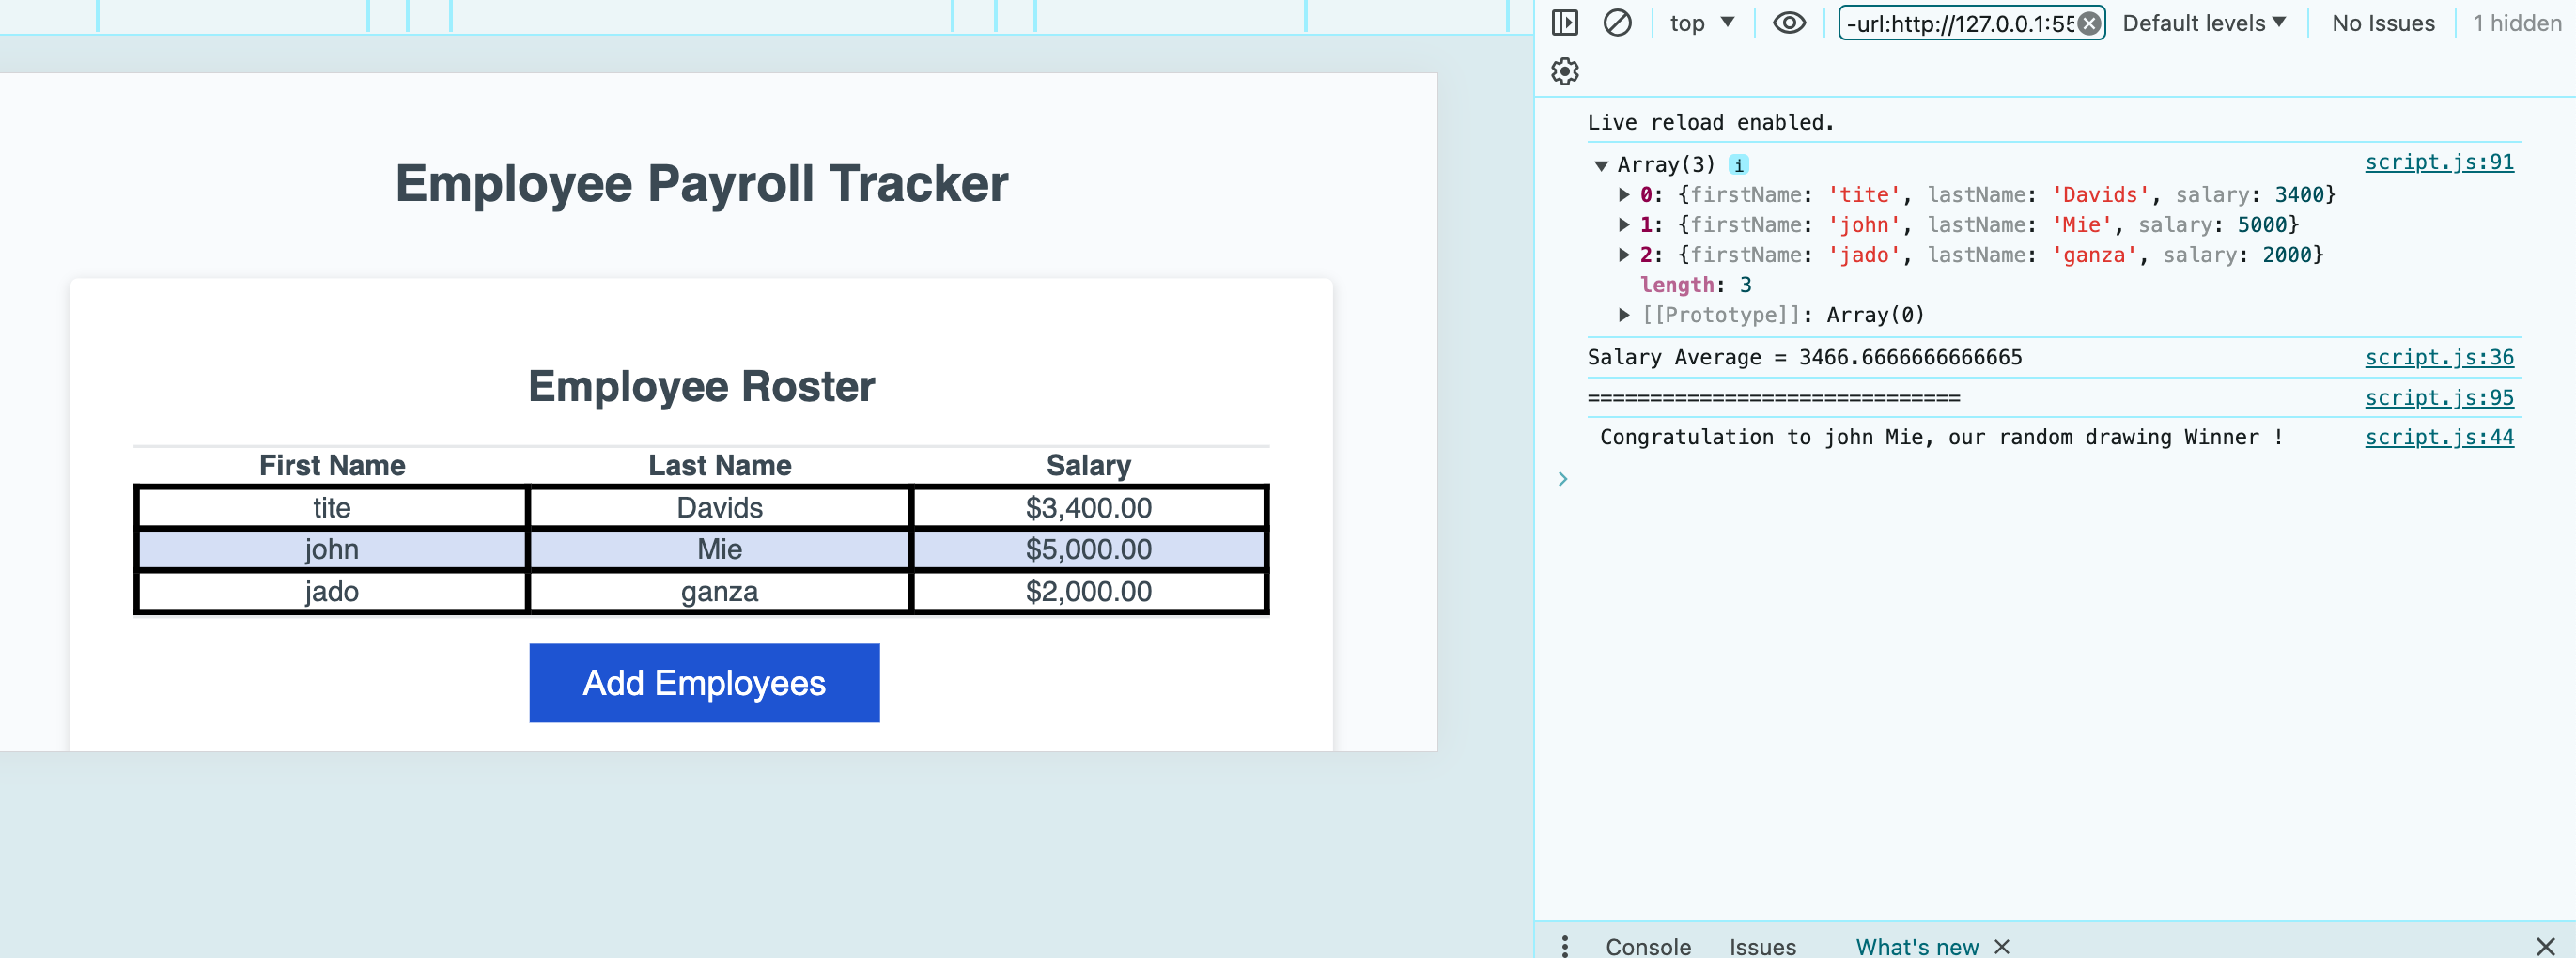 Employee Payroll Tracker
Employee Roster
First Name Last Name Salary
tite Davids $3,400.00
john Mie $5,000.00
jado ganza $2,000.00
Add Employees
top -url:http://127.0.0.1:55 Default levels No Issues 1 hidden
Live reload enabled.
Array(3) i script.js:91
0: {firstName: 'tite', lastName: 'Davids', salary: 3400}
1: {firstName: 'john', lastName: 'Mie', salary: 5000}
2: {firstName: 'jado', lastName: 'ganza', salary: 2000}
length: 3
[[Prototype]]: Array(0)
Salary Average = 3466.6666666666665 script.js:36
============================== script.js:95
Congratulation to john Mie, our random drawing Winner ! script.js:44
Console Issues What's new